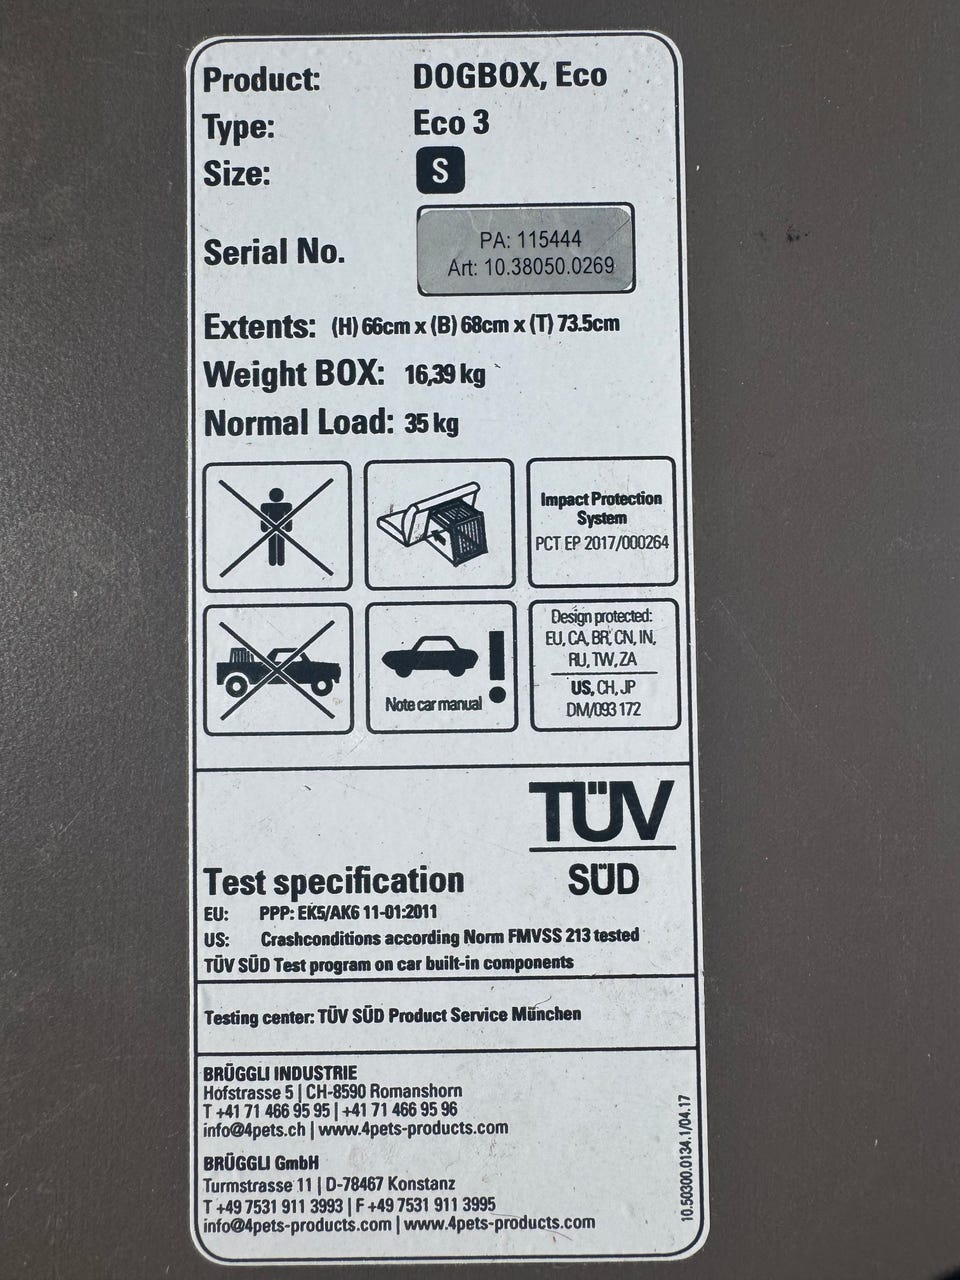 Product: DOGBOX, Eco
Type: Eco 3
Size: S
Serial No. PA: 115444
Art: 10.38050.0269
Extents: (H) 66cm x (B) 68cm x (T) 73.5cm
Weight BOX: 16,39 kg
Normal Load: 35 kg
Impact Protection
System
PCT EP 2017/000264
Note car manual
Design protected:
EU, CA, BR, CN, IN,
RU, TW, ZA
US, CH, JP
DM/093 172
TÜV
SÜD
Test specification
EU: PPP: EK5/AK6 11-01:2011
US: Crashconditions according Norm FMVSS 213 tested
TÜV SÜD Test program on car built-in components
Testing center: TÜV SÜD Product Service München
BRÜGGLI INDUSTRIE
Hofstrasse 5 | CH-8590 Romanshorn
T +41 71 466 95 95 | +41 71 466 95 96
info@4pets.ch | www.4pets-products.com
BRÜGGLI GmbH
Turmstrasse 11 | D-78467 Konstanz
T +49 7531 911 3993 | F +49 7531 911 3995
info@4pets-products.com | www.4pets-products.com
10.50300.0134.1/04.17